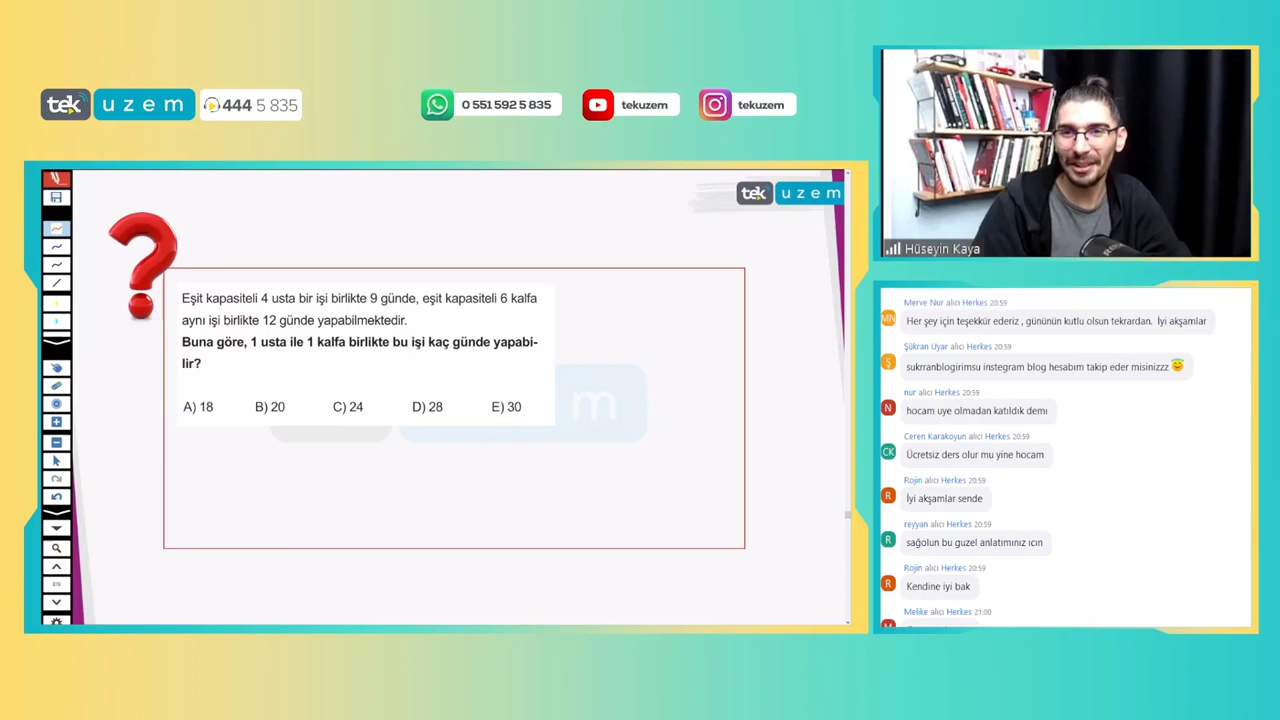 tek uzem 444 5 835
0 551 592 5 835
tekuzem
tekuzem
tek uzem
Eşit kapasiteli 4 usta bir işi birlikte 9 günde, eşit kapasiteli 6 kalfa
aynı işi birlikte 12 günde yapabilmektedir.
Buna göre, 1 usta ile 1 kalfa birlikte bu işi kaç günde yapabi-
lir?
A) 18 B) 20 C) 24 D) 28 E) 30
m
Hüseyin Kaya
Merve Nur alıcı Herkes 20:59
MN
Her şey için teşekkür ederiz , gününün kutlu olsun tekrardan. İyi akşamlar
Şükran Uyar alıcı Herkes 20:59
Ş
sukrranblogirimsu instegram blog hesabım takip eder misinizzz
nur alıcı Herkes 20:59
N
hocam uye olmadan katıldık demı
Ceren Karakoyun alıcı Herkes 20:59
CK
Ücretsiz ders olur mu yine hocam
Rojin alıcı Herkes 20:59
R
İyi akşamlar sende
reyyan alıcı Herkes 20:59
R
sağolun bu guzel anlatımınız ıcın
Rojin alıcı Herkes 20:59
R
Kendine iyi bak
Melike alıcı Herkes 21:00